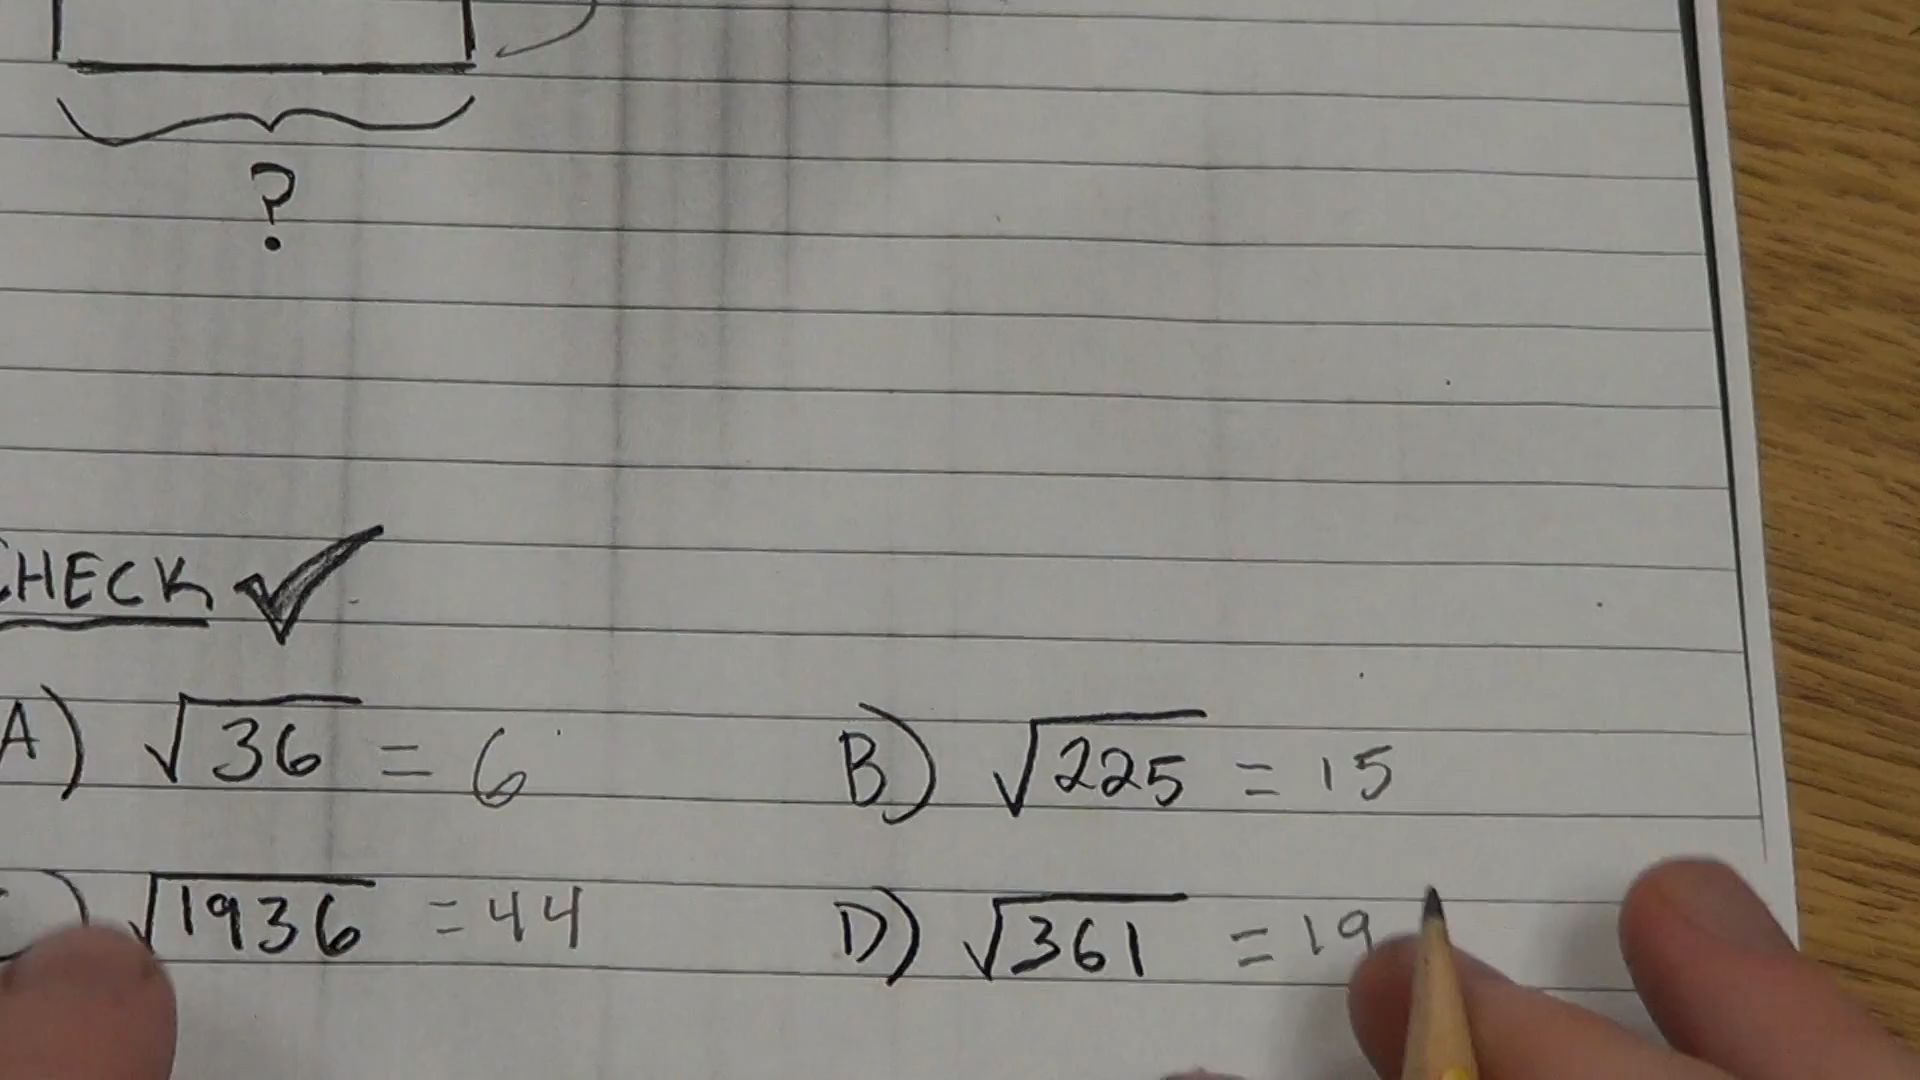 ?
CHECK ✓
A) √36 = 6
B) √225 = 15
) √1936 = 44
D) √361 = 19